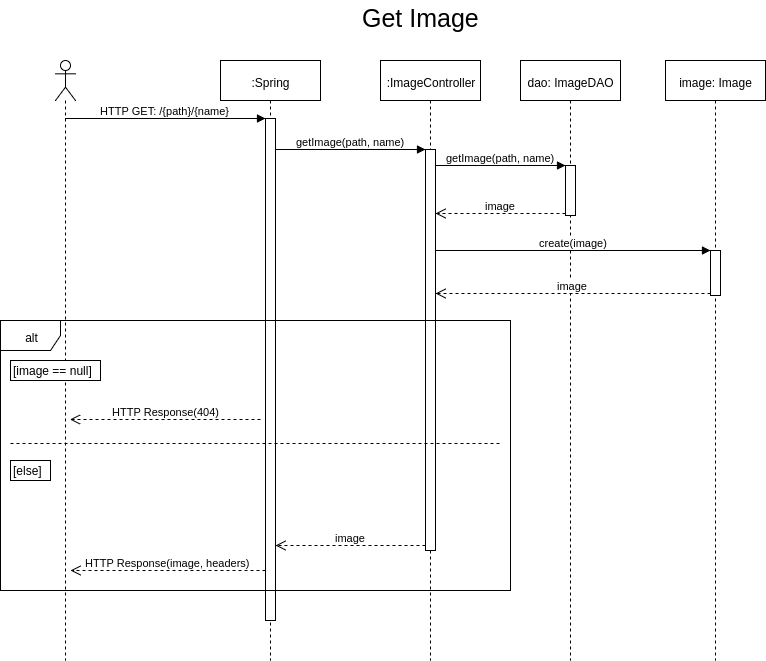 Get Image
:Spring
:ImageController
dao: ImageDAO
image: Image
HTTP GET: /{path}/{name}
getImage(path, name)
getImage(path, name)
image
create(image)
image
alt
[image == null]
HTTP Response(404)
[else]
image
HTTP Response(image, headers)